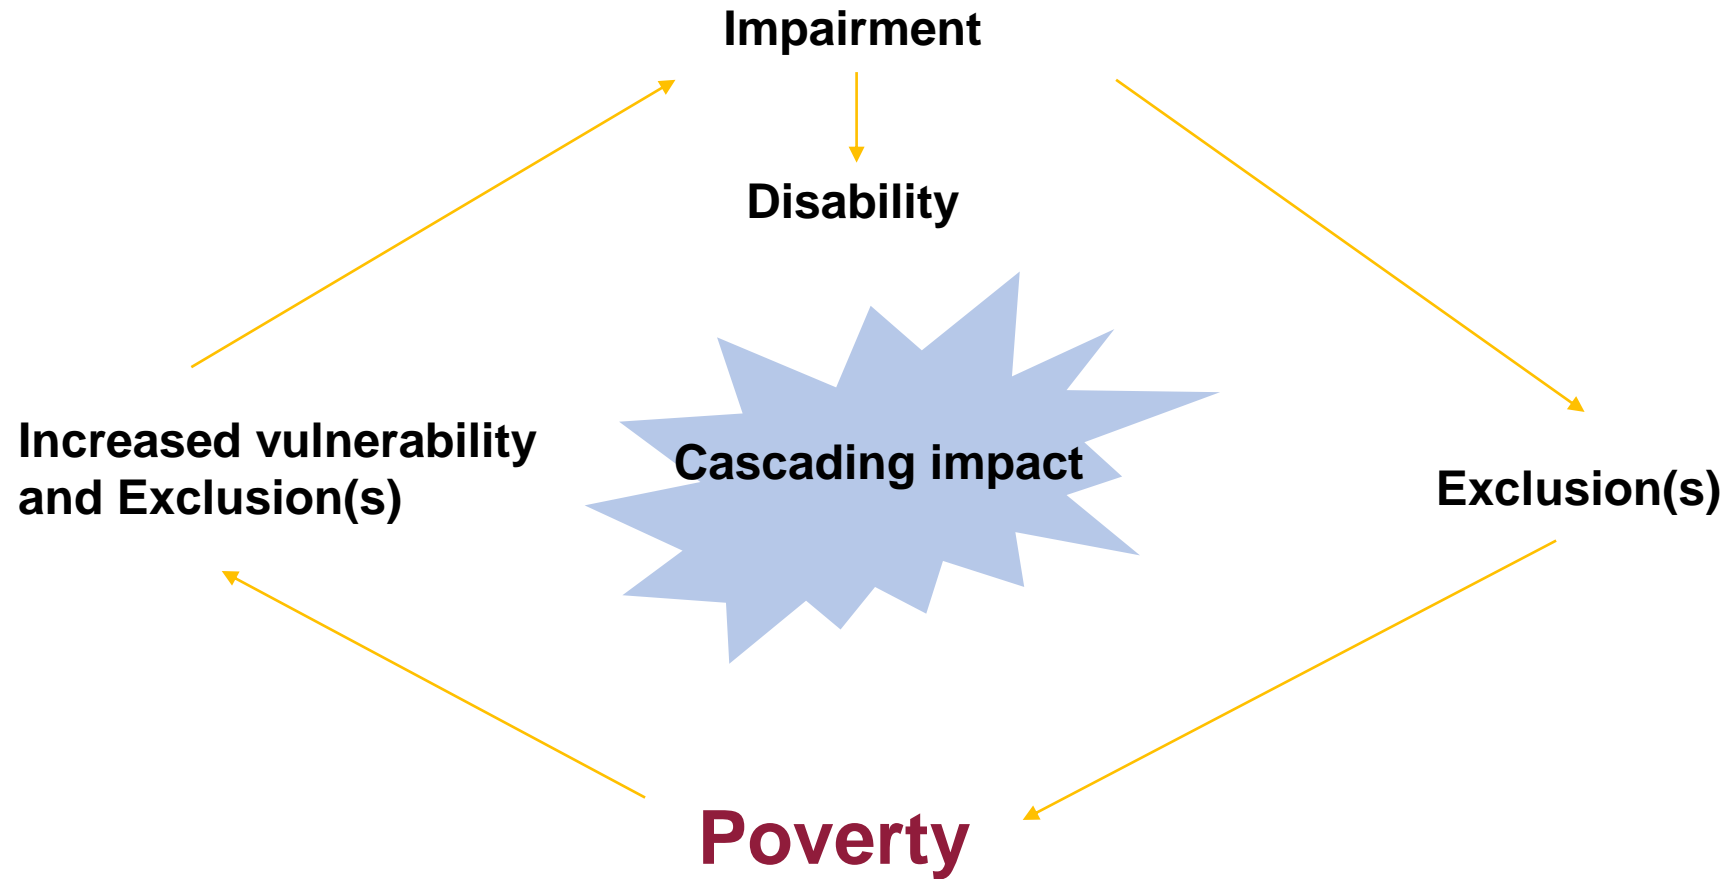 Impairment
Disability
Increased vulnerability
and Exclusion(s)
Cascading impact
Exclusion(s)
Poverty